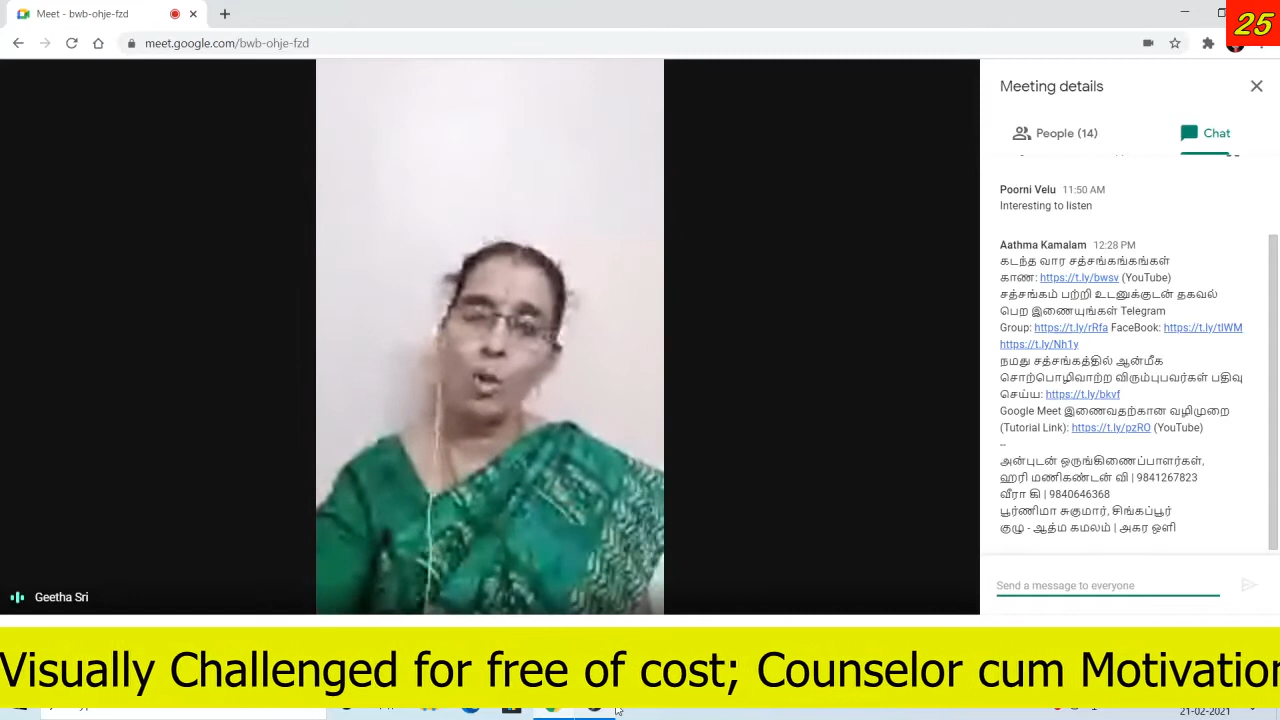 Meet - bwb-ohje-fzd
25
meet.google.com/bwb-ohje-fzd
Meeting details
People (14)
Chat
Poorni Velu 11:50 AM
Interesting to listen
Aathma Kamalam 12:28 PM
கடந்த வார சத்சங்கங்கங்கள்
காண: https://t.ly/bwsv (YouTube)
சத்சங்கம் பற்றி உடனுக்குடன் தகவல்
பெற இணையுங்கள் Telegram
Group: https://t.ly/rRfa FaceBook: https://t.ly/tlWM
https://t.ly/Nh1y
நமது சத்சங்கத்தில் ஆன்மீக
சொற்பொழிவாற்ற விரும்புபவர்கள் பதிவு
செய்ய: https://t.ly/bkvf
Google Meet இணைவதற்கான வழிமுறை
(Tutorial Link): https://t.ly/pzRO (YouTube)
--
அன்புடன் ஒருங்கிணைப்பாளர்கள்,
ஹரி மணிகண்டன் வி | 9841267823
வீரா கி | 9840646368
பூர்ணிமா சுகுமார், சிங்கப்பூர்
குழு - ஆத்ம கமலம் | அகர ஒளி
Send a message to everyone
Geetha Sri
Visually Challenged for free of cost; Counselor cum Motivation
21-02-2021